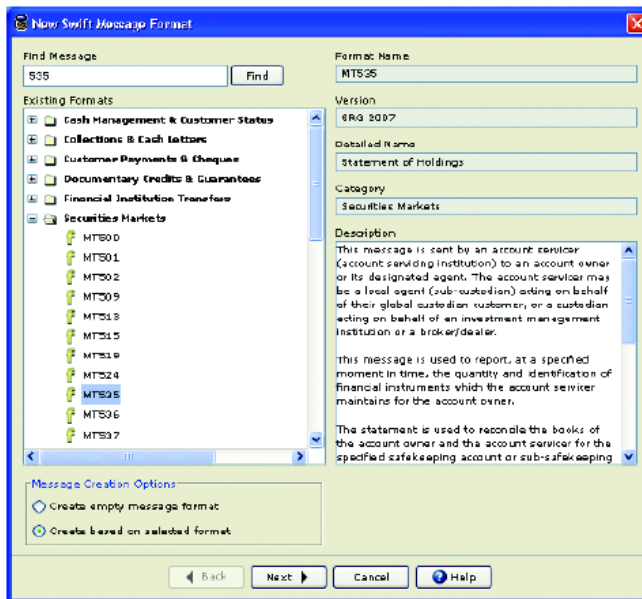 New Swift Message Format
Find Message
535
Find
Existing Formats
Cash Management & Customer Status
Collections & Cash Letters
Customer Payments & Cheques
Documentary Credits & Guarantees
Financial Institution Transfers
Securities Markets
MT500
MT501
MT502
MT509
MT513
MT515
MT519
MT524
MT535
MT536
MT537
Message Creation Options
Create empty message format
Create based on selected format
Format Name
MT535
Version
SRG 2007
Detailed Name
Statement of Holdings
Category
Securities Markets
Description
This message is sent by an account servicer
(account servicing institution) to an account owner
or its designated agent. The account servicer may
be a local agent (sub-custodian) acting on behalf
of their global custodian customer, or a custodian
acting on behalf of an investment management
institution or a broker/dealer.
This message is used to report, at a specified
moment in time, the quantity and identification of
financial instruments which the account servicer
maintains for the account owner.
The statement is used to reconcile the books of
the account owner and the account servicer for the
specified safekeeping account or sub-safekeeping
Back
Next
Cancel
Help